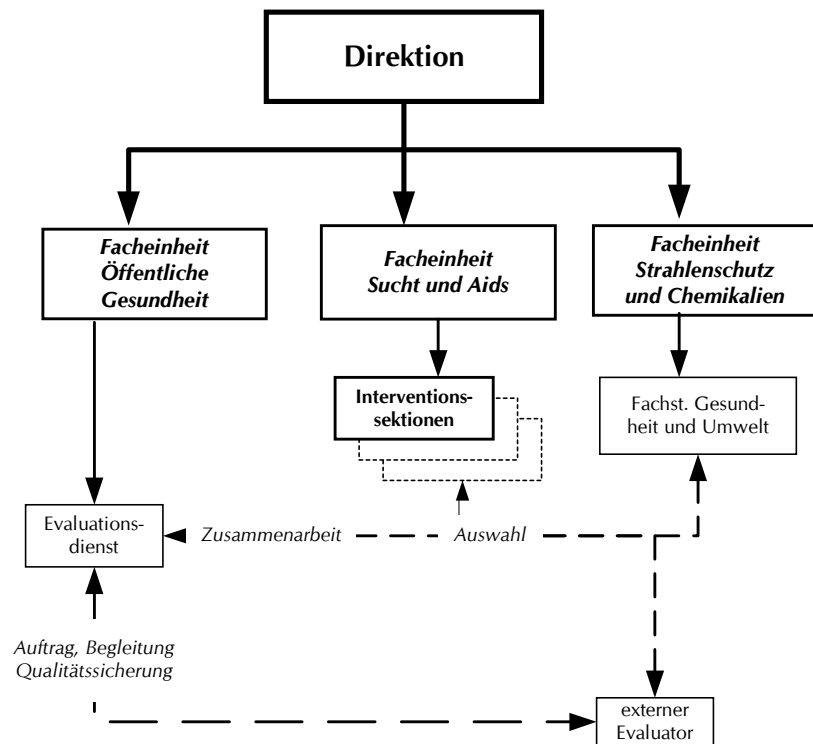 Direktion
Facheinheit
Öffentliche
Gesundheit
Facheinheit
Sucht und Aids
Facheinheit
Strahlenschutz
und Chemikalien
Interventions-
sektionen
Fachst. Gesund-
heit und Umwelt
Evaluations-
dienst
Zusammenarbeit
Auswahl
Auftrag, Begleitung
Qualitätssicherung
externer
Evaluator